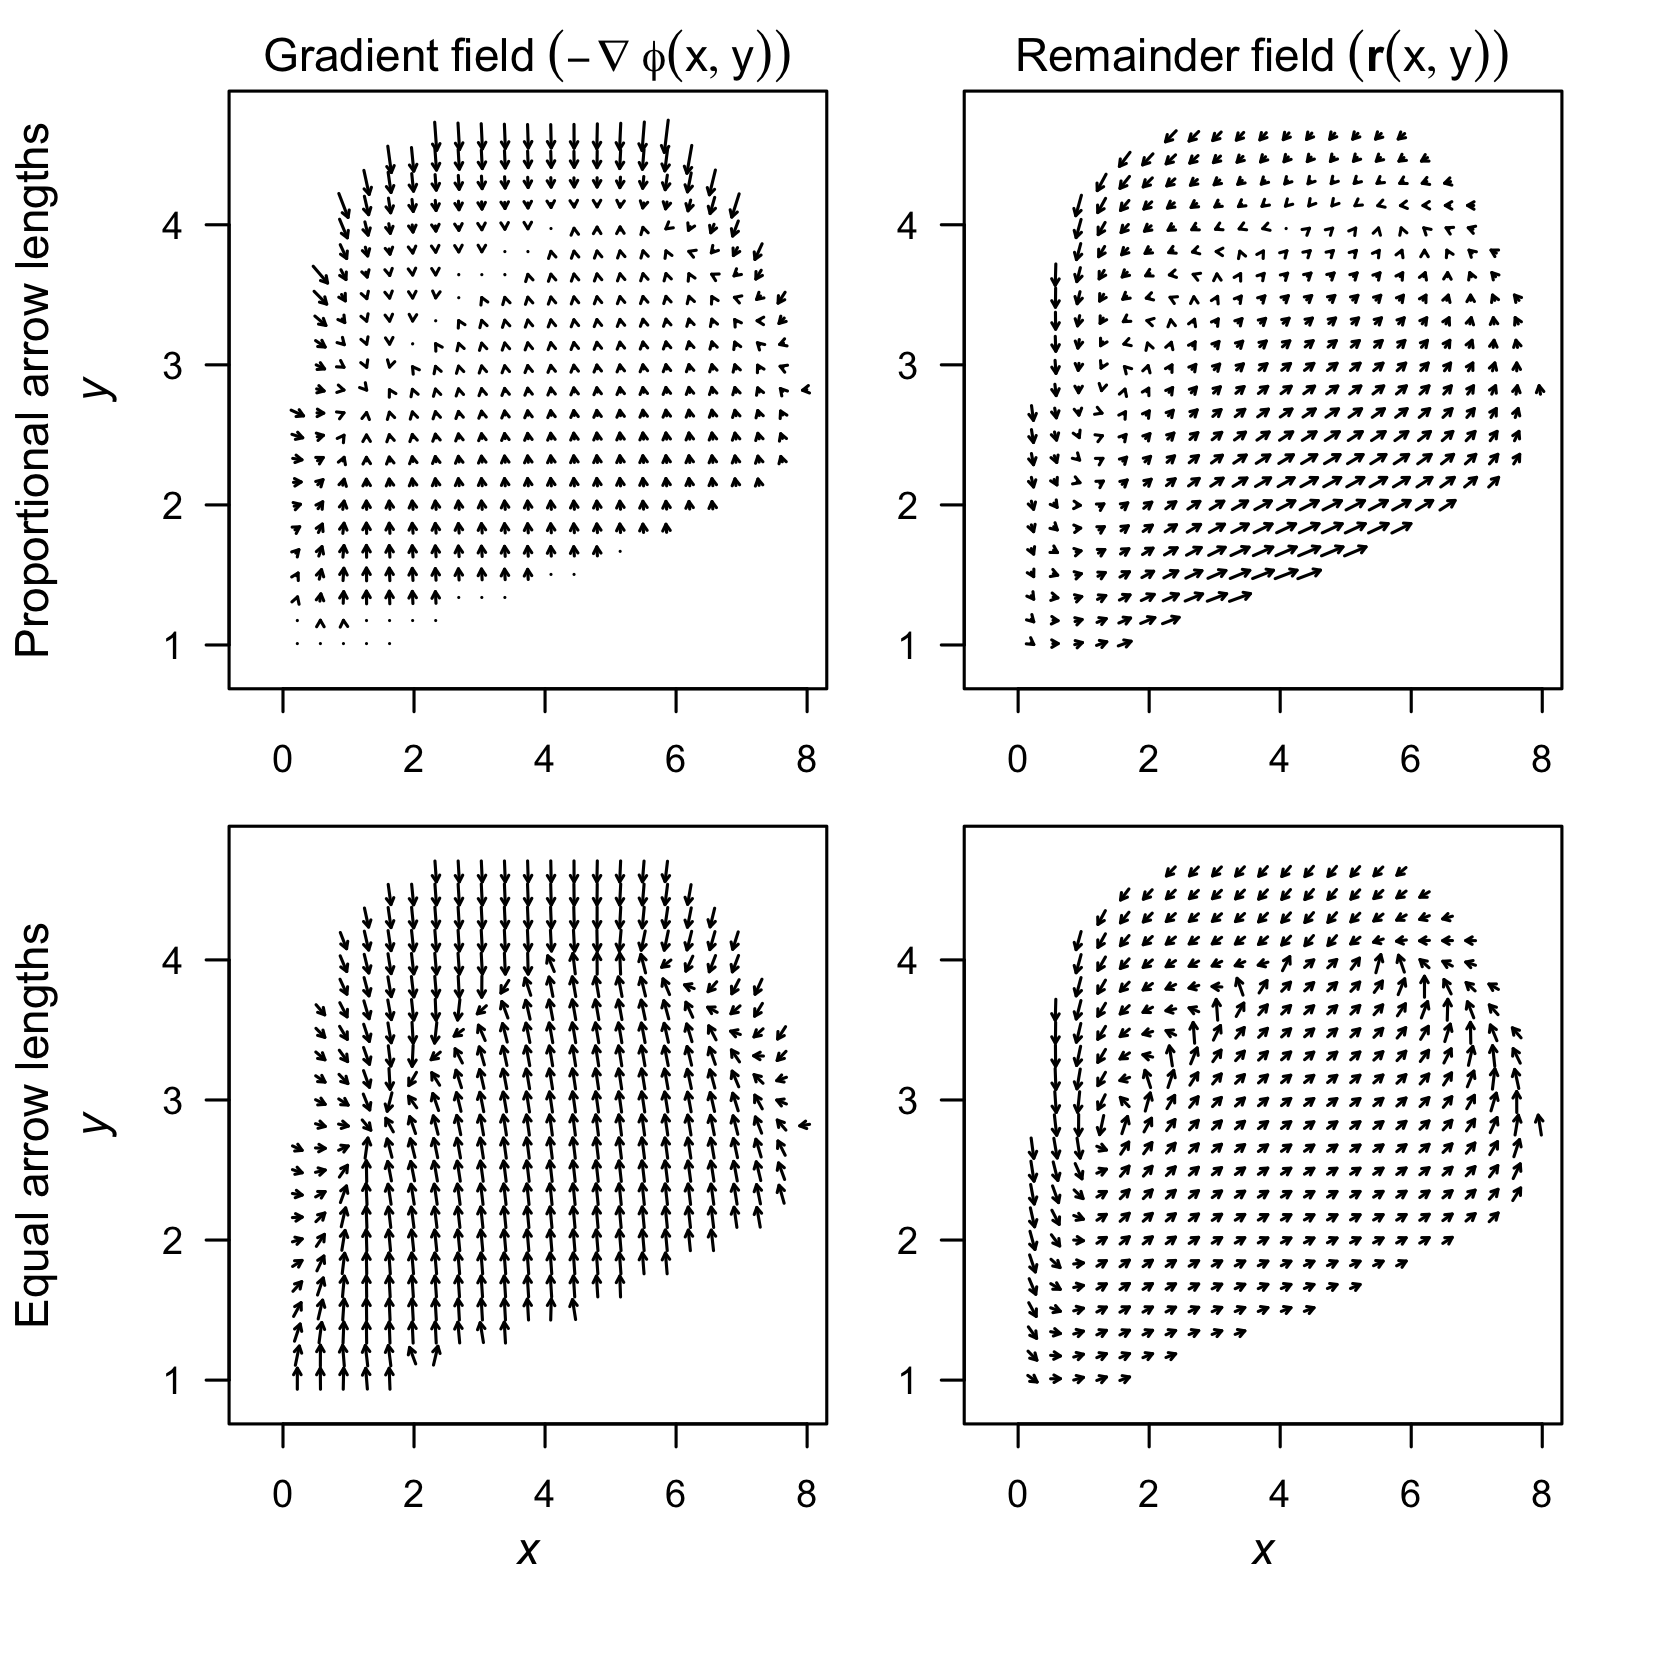 Gradient field (−∇ ϕ(x, y))
Remainder field (r(x, y))
Proportional arrow lengths
y
4
3
2
1
0 2 4 6 8
4
3
2
1
0 2 4 6 8
Equal arrow lengths
y
4
3
2
1
0 2 4 6 8
x
4
3
2
1
0 2 4 6 8
x